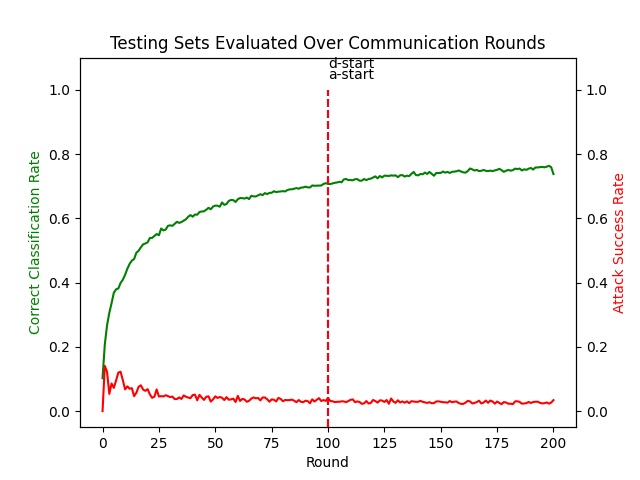 Testing Sets Evaluated Over Communication Rounds
d-start
a-start
1.0
0.8
0.6
0.4
0.2
0.0
Correct Classification Rate
1.0
0.8
0.6
0.4
0.2
0.0
Attack Success Rate
0 25 50 75 100 125 150 175 200
Round